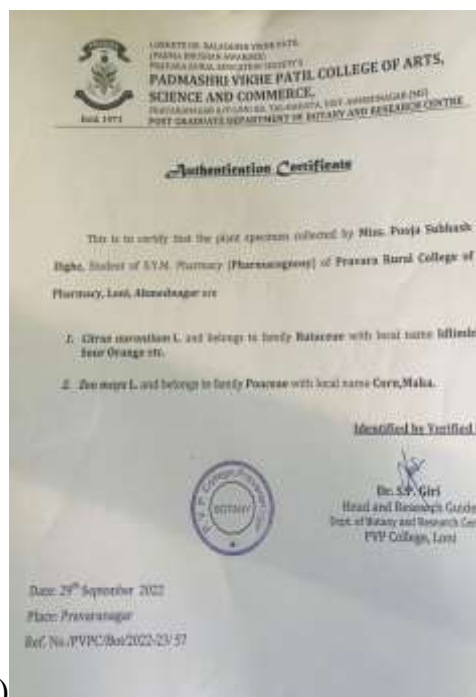 PADMASHRI VIKHE PATIL COLLEGE OF ARTS,
SCIENCE AND COMMERCE,
POST GRADUATE DEPARTMENT OF BOTANY AND RESEARCH CENTRE
Estd. 1971
Authentication Certificate
This is to certify that the plant specimen collected by Miss. Pooja Subhash
Dighe, Student of S.Y.M. Pharmacy (Pharmacognosy) of Pravara Rural College of
Pharmacy, Loni, Ahmednagar are
1. Citrus aurantium L. and belongs to family Rutaceae with local name
Sour Orange etc.
2. Zea mays L. and belongs to family Poaceae with local name Corn, Maka.
Identified by Verified
Dr. S.P. Giri
Head and Research Guide
Dept. of Botany and Research
PVP College, Loni
BOTANY
Date: 29th September 2022
Place: Pravaranagar
Ref. No./PVPC/Bot/2022-23/57
)